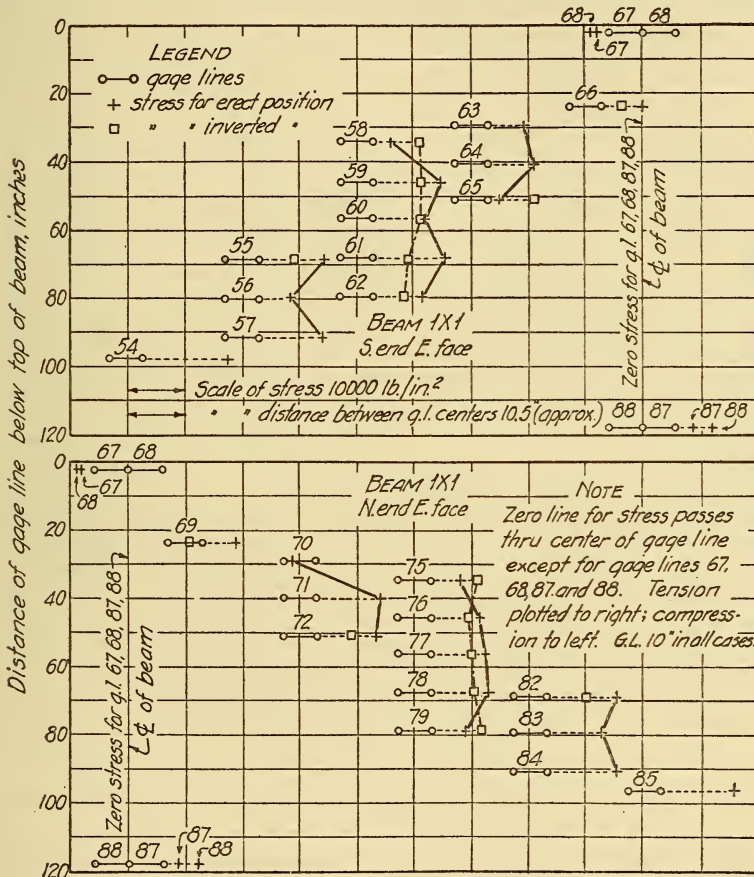 Distance of gage line below top of beam, inches
0
20
40
60
80
100
120
LEGEND
gage lines
stress for erect position
" " inverted "
68 67 68
67
66
63
64
65
58
59
60
61
62
55
56
57
54
BEAM 1X1
S. end E. face
Zero stress for g.l. 67, 68, 87, 88
℄ of beam
Scale of stress 10000 lb./in.²
" " distance between g.l. centers 10.5" (approx.)
88 87 87 88
0
20
40
60
80
100
120
67 68
68 67
69
70
71
72
BEAM 1X1
N. end E. face
75
76
77
78
79
NOTE
Zero line for stress passes
thru center of gage line
except for gage lines 67,
68, 87, and 88. Tension
plotted to right; compres-
sion to left. G.L. 10" in all cases.
82
83
84
85
Zero stress for g.l. 67, 68, 87, 88
℄ of beam
88 87 87 88